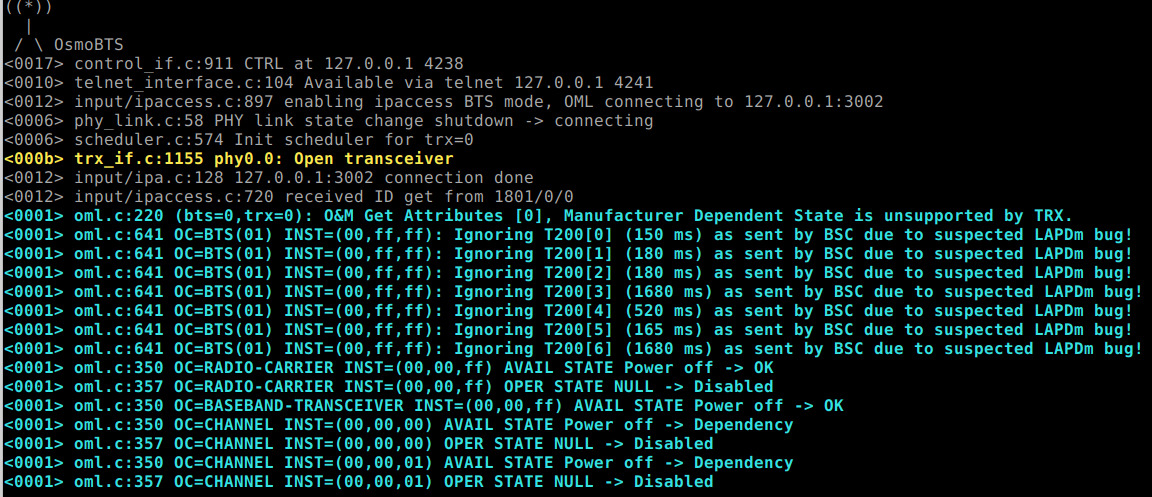 ((*))
|
/ \ OsmoBTS
<0017> control_if.c:911 CTRL at 127.0.0.1 4238
<0010> telnet_interface.c:104 Available via telnet 127.0.0.1 4241
<0012> input/ipaccess.c:897 enabling ipaccess BTS mode, OML connecting to 127.0.0.1:3002
<0006> phy_link.c:58 PHY link state change shutdown -> connecting
<0006> scheduler.c:574 Init scheduler for trx=0
<000b> trx_if.c:1155 phy0.0: Open transceiver
<0012> input/ipa.c:128 127.0.0.1:3002 connection done
<0012> input/ipaccess.c:720 received ID get from 1801/0/0
<0001> oml.c:220 (bts=0,trx=0): O&M Get Attributes [0], Manufacturer Dependent State is unsupported by TRX.
<0001> oml.c:641 OC=BTS(01) INST=(00,ff,ff): Ignoring T200[0] (150 ms) as sent by BSC due to suspected LAPDm bug!
<0001> oml.c:641 OC=BTS(01) INST=(00,ff,ff): Ignoring T200[1] (180 ms) as sent by BSC due to suspected LAPDm bug!
<0001> oml.c:641 OC=BTS(01) INST=(00,ff,ff): Ignoring T200[2] (180 ms) as sent by BSC due to suspected LAPDm bug!
<0001> oml.c:641 OC=BTS(01) INST=(00,ff,ff): Ignoring T200[3] (1680 ms) as sent by BSC due to suspected LAPDm bug!
<0001> oml.c:641 OC=BTS(01) INST=(00,ff,ff): Ignoring T200[4] (520 ms) as sent by BSC due to suspected LAPDm bug!
<0001> oml.c:641 OC=BTS(01) INST=(00,ff,ff): Ignoring T200[5] (165 ms) as sent by BSC due to suspected LAPDm bug!
<0001> oml.c:641 OC=BTS(01) INST=(00,ff,ff): Ignoring T200[6] (1680 ms) as sent by BSC due to suspected LAPDm bug!
<0001> oml.c:350 OC=RADIO-CARRIER INST=(00,00,ff) AVAIL STATE Power off -> OK
<0001> oml.c:357 OC=RADIO-CARRIER INST=(00,00,ff) OPER STATE NULL -> Disabled
<0001> oml.c:350 OC=BASEBAND-TRANSCEIVER INST=(00,00,ff) AVAIL STATE Power off -> OK
<0001> oml.c:350 OC=CHANNEL INST=(00,00,00) AVAIL STATE Power off -> Dependency
<0001> oml.c:357 OC=CHANNEL INST=(00,00,00) OPER STATE NULL -> Disabled
<0001> oml.c:350 OC=CHANNEL INST=(00,00,01) AVAIL STATE Power off -> Dependency
<0001> oml.c:357 OC=CHANNEL INST=(00,00,01) OPER STATE NULL -> Disabled